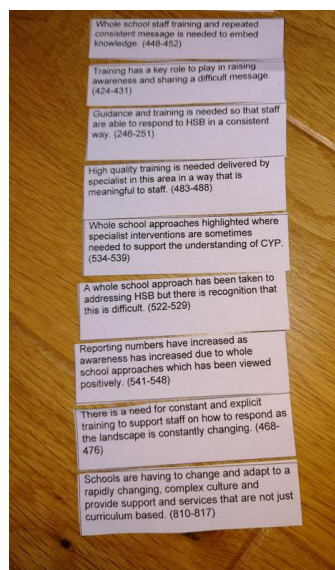 Whole school staff training and repeated
consistent message is needed to embed
knowledge. (448-452)
Training has a key role to play in raising
awareness and sharing a difficult message.
(424-431)
Guidance and training is needed so that staff
are able to respond to HSB in a consistent
way. (246-251)
High quality training is needed delivered by
specialist in this area in a way that is
meaningful to staff. (483-488)
Whole school approaches highlighted where
specialist interventions are sometimes
needed to support the understanding of CYP.
(534-539)
A whole school approach has been taken to
addressing HSB but there is recognition that
this is difficult. (522-529)
Reporting numbers have increased as
awareness has increased due to whole
school approaches which has been viewed
positively. (541-548)
There is a need for constant and explicit
training to support staff on how to respond as
the landscape is constantly changing. (468-
476)
Schools are having to change and adapt to a
rapidly changing, complex culture and
provide support and services that are not just
curriculum based. (810-817)